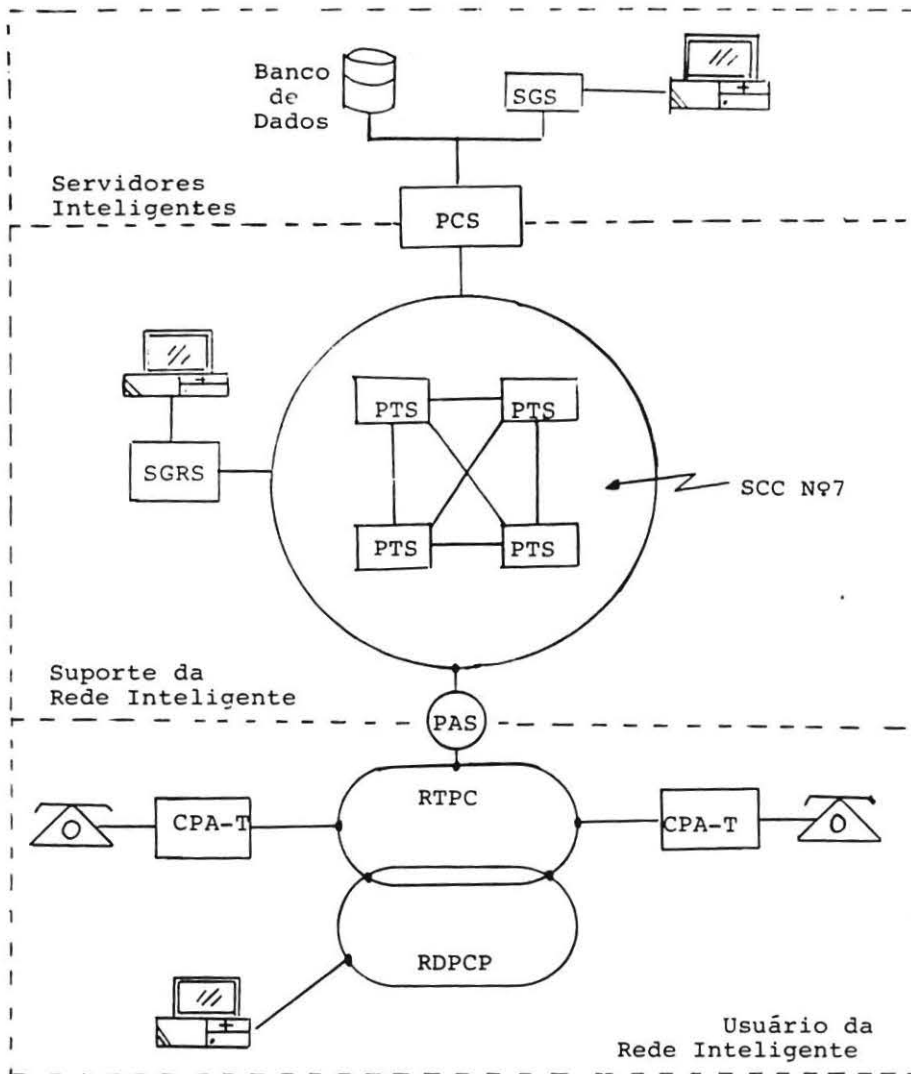 Banco
de
Dados
SGS
Servidores
Inteligentes
PCS
PTS
PTS
SGRS
SCC Nº7
PTS
PTS
Suporte da
Rede Inteligente
PAS
RTPC
CPA-T
CPA-T
RDPCP
Usuário da
Rede Inteligente